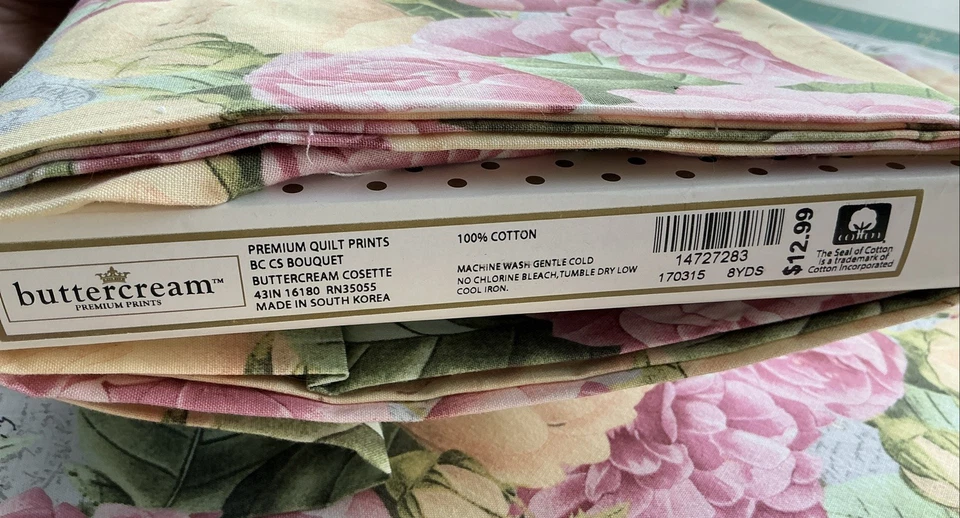 buttercream™
PREMIUM PRINTS
PREMIUM QUILT PRINTS
BC CS BOUQUET
BUTTERCREAM COSETTE
43IN 16180 RN35055
MADE IN SOUTH KOREA
100% COTTON
MACHINE WASH GENTLE COLD
NO CHLORINE BLEACH,TUMBLE DRY LOW
COOL IRON.
14727283
170315 8YDS
$12.99
cotton
The Seal of Cotton
is a trademark of
Cotton Incorporated